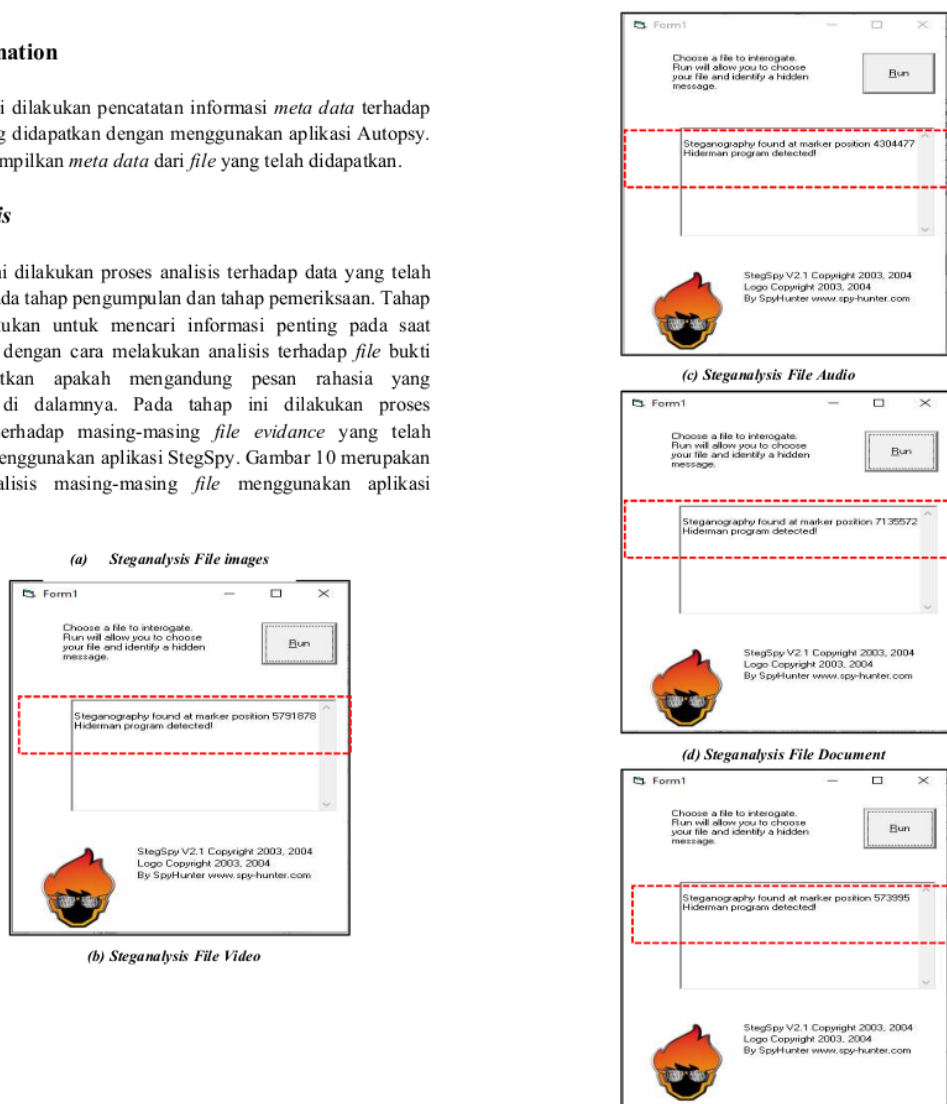 nation
i dilakukan pencatatan informasi meta data terhadap
g didapatkan dengan menggunakan aplikasi Autopsy.
mpilkan meta data dari file yang telah didapatkan.
is
ni dilakukan proses analisis terhadap data yang telah
ada tahap pengumpulan dan tahap pemeriksaan. Tahap
ukan untuk mencari informasi penting pada saat
dengan cara melakukan analisis terhadap file bukti
tkan apakah mengandung pesan rahasia yang
di dalamnya. Pada tahap ini dilakukan proses
erhadap masing-masing file evidance yang telah
enggunakan aplikasi StegSpy. Gambar 10 merupakan
alisis masing-masing file menggunakan aplikasi
(a) Steganalysis File images
Form1
Choose a file to interogate.
Run will allow you to choose
your file and identify a hidden
message.
Run
Steganography found at marker position 5791878
Hiderman program detected!
StegSpy V2.1 Copyright 2003, 2004
Logo Copyright 2003, 2004
By SpyHunter www.spy-hunter.com
(b) Steganalysis File Video
Form1
Choose a file to interogate.
Run will allow you to choose
your file and identify a hidden
message.
Run
Steganography found at marker position 4304477
Hiderman program detected!
StegSpy V2.1 Copyright 2003, 2004
Logo Copyright 2003, 2004
By SpyHunter www.spy-hunter.com
(c) Steganalysis File Audio
Form1
Choose a file to interogate.
Run will allow you to choose
your file and identify a hidden
message.
Run
Steganography found at marker position 7135572
Hiderman program detected!
StegSpy V2.1 Copyright 2003, 2004
Logo Copyright 2003, 2004
By SpyHunter www.spy-hunter.com
(d) Steganalysis File Document
Form1
Choose a file to interogate.
Run will allow you to choose
your file and identify a hidden
message.
Run
Steganography found at marker position 573995
Hiderman program detected!
StegSpy V2.1 Copyright 2003, 2004
Logo Copyright 2003, 2004
By SpyHunter www.spy-hunter.com